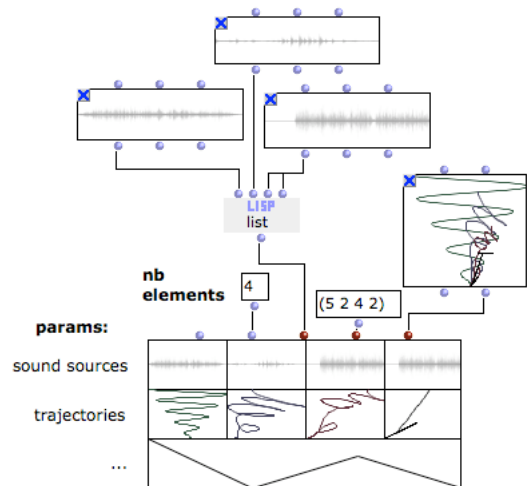 LISP
list
nb
elements
4
(5 2 4 2)
params:
sound sources
trajectories
...